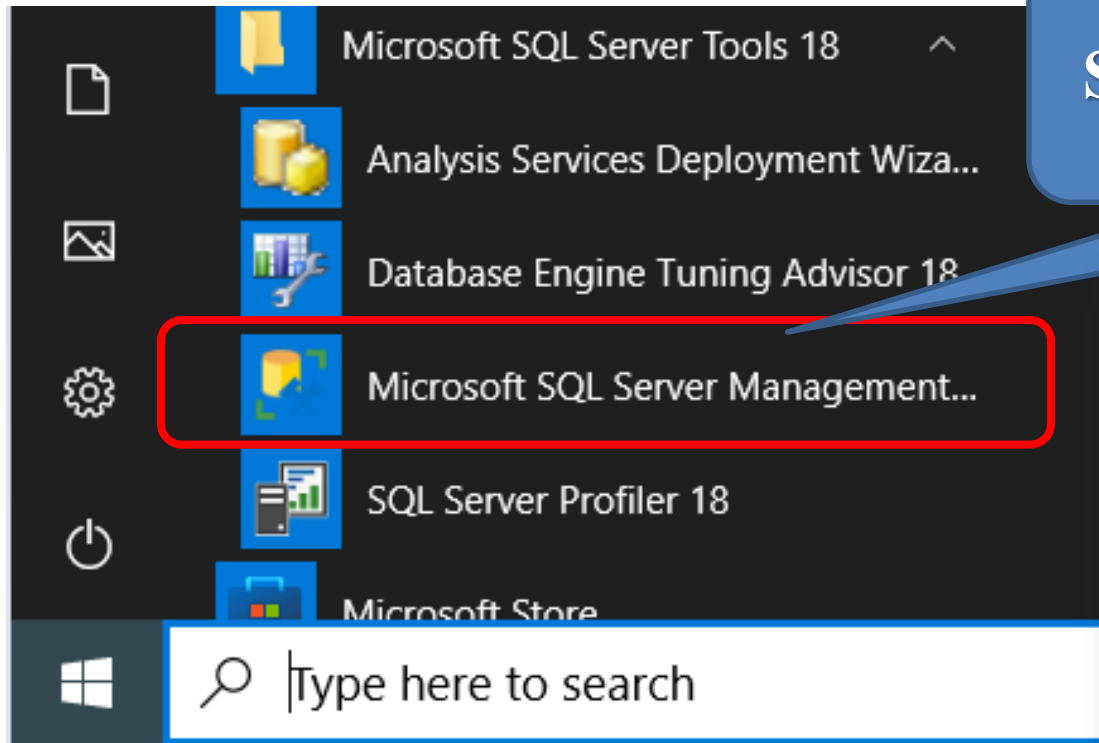 Microsoft SQL Server Tools 18
Analysis Services Deployment Wiza...
Database Engine Tuning Advisor 18
Microsoft SQL Server Management...
SQL Server Profiler 18
Microsoft Store
Type here to search